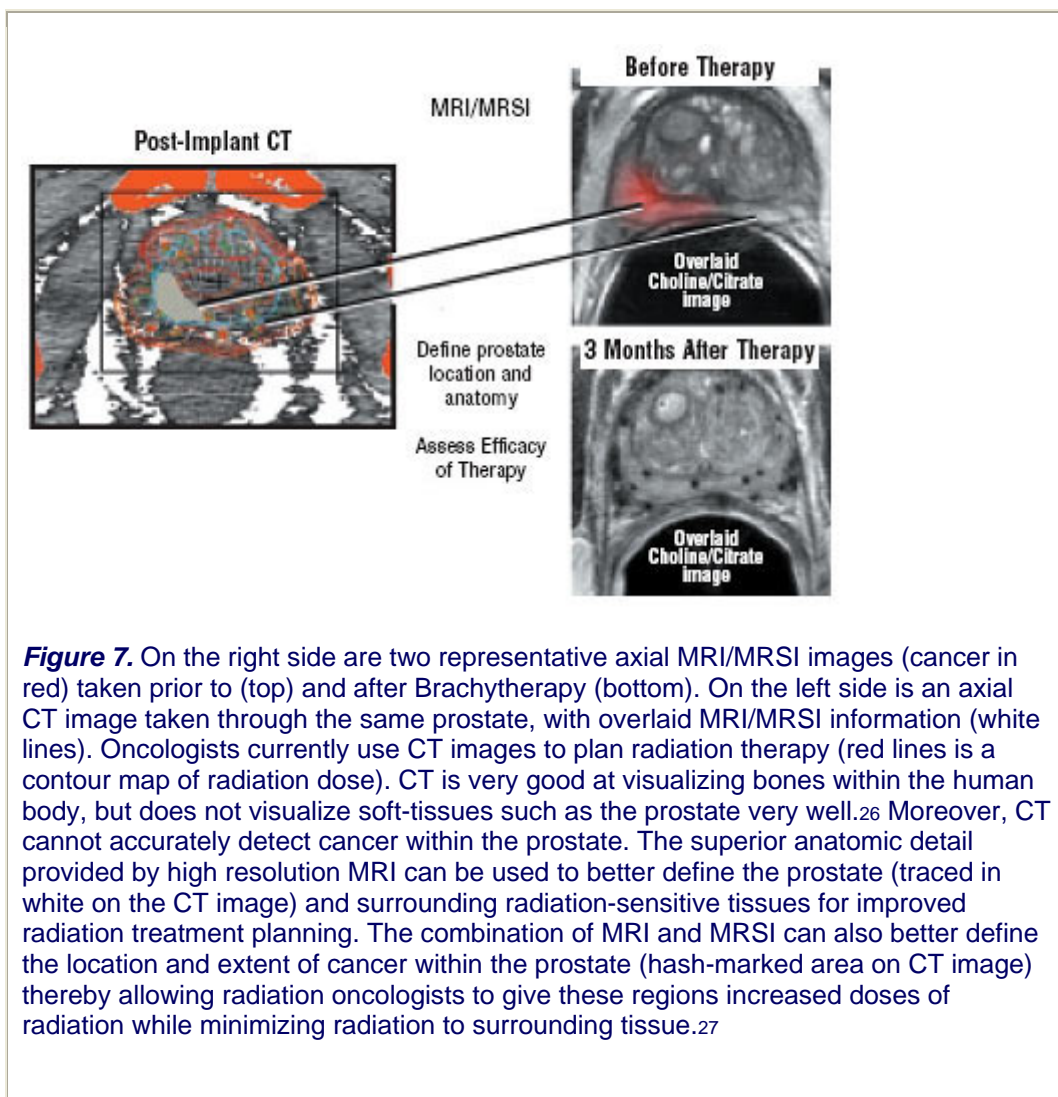 Before Therapy
MRI/MRSI
Post-Implant CT
Overlaid
Choline/Citrate
image
Define prostate
location and
anatomy
3 Months After Therapy
Assess Efficacy
of Therapy
Overlaid
Choline/Citrate
image
Figure 7. On the right side are two representative axial MRI/MRSI images (cancer in
red) taken prior to (top) and after Brachytherapy (bottom). On the left side is an axial
CT image taken through the same prostate, with overlaid MRI/MRSI information (white
lines). Oncologists currently use CT images to plan radiation therapy (red lines is a
contour map of radiation dose). CT is very good at visualizing bones within the human
body, but does not visualize soft-tissues such as the prostate very well.26 Moreover, CT
cannot accurately detect cancer within the prostate. The superior anatomic detail
provided by high resolution MRI can be used to better define the prostate (traced in
white on the CT image) and surrounding radiation-sensitive tissues for improved
radiation treatment planning. The combination of MRI and MRSI can also better define
the location and extent of cancer within the prostate (hash-marked area on CT image)
thereby allowing radiation oncologists to give these regions increased doses of
radiation while minimizing radiation to surrounding tissue.27